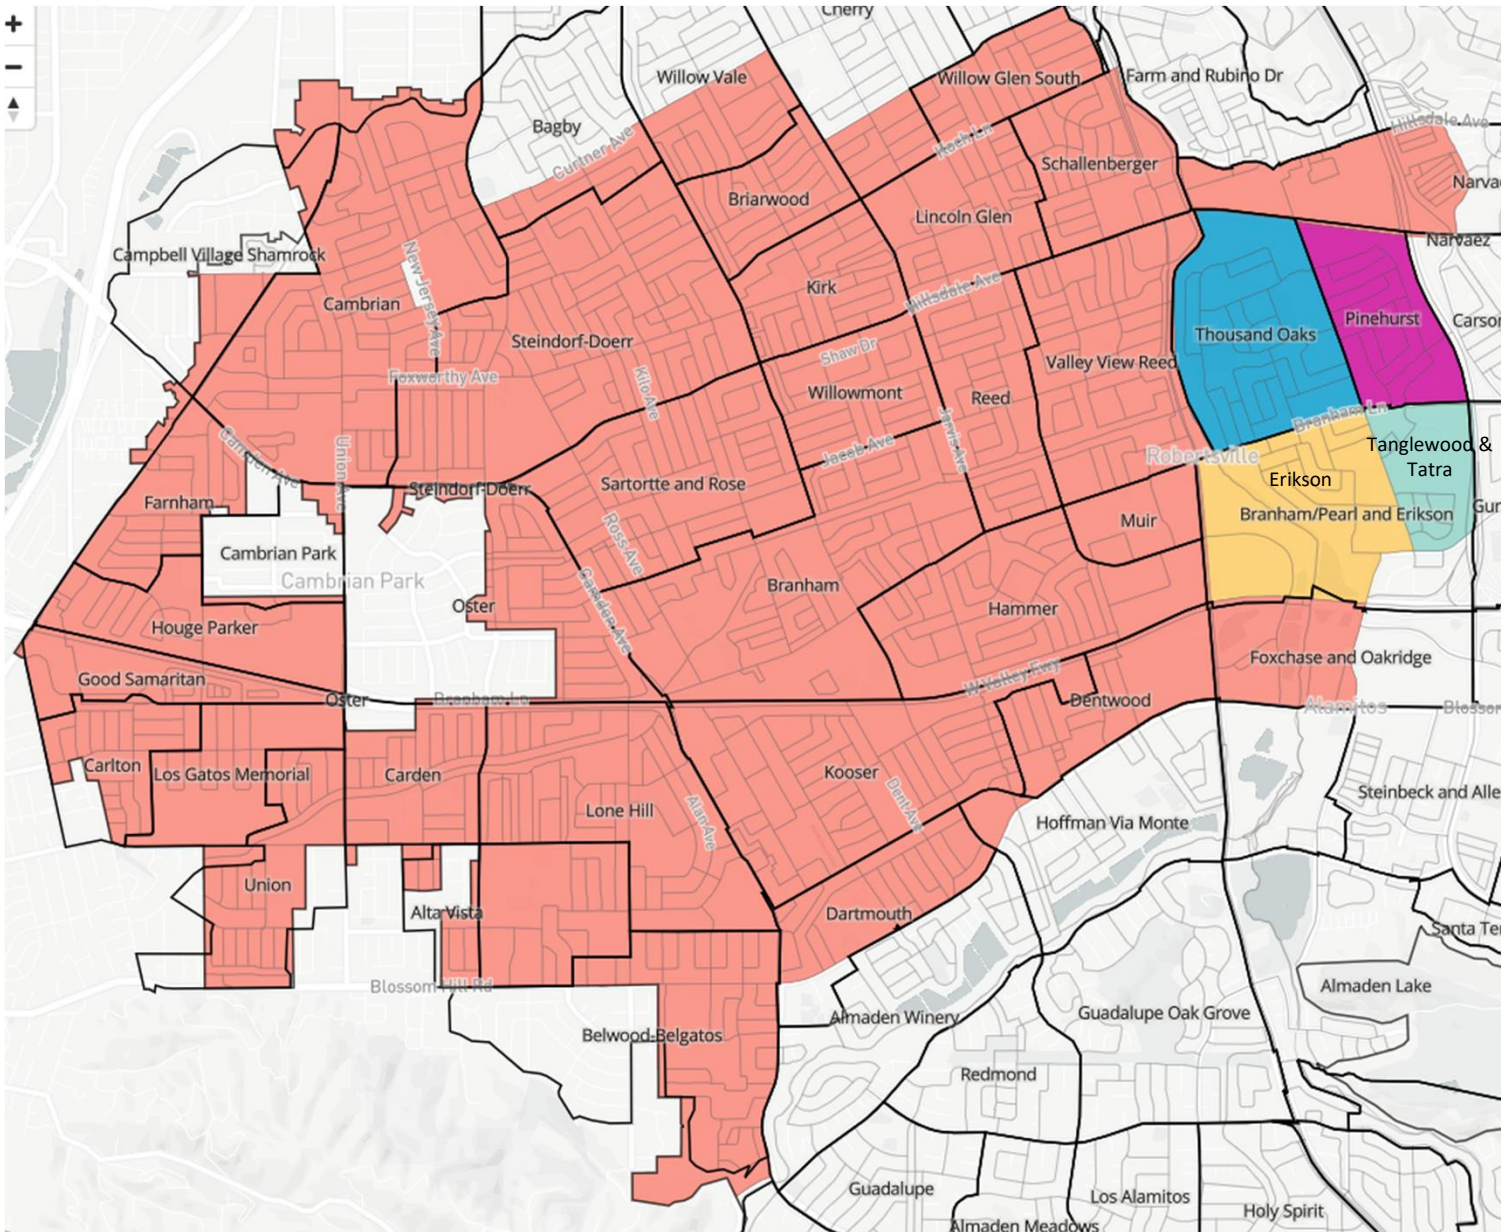 +
Cherry
−
Willow Vale
Willow Glen South
Farm and Rubino Dr
Bagby
Hillsdale Ave
Curtner Ave
Koch Ln
Schallenberger
Narva
Briarwood
Lincoln Glen
Narvaez
Campbell Village Shamrock
New Jersey Ave
Cambrian
Kirk
Hillsdale Ave
Thousand Oaks
Pinehurst
Carson
Steindorf-Doerr
Shaw Dr
Valley View Reed
Foxworthy Ave
Kilo Ave
Willowmont
Reed
Branham Ln
Jarvis Ave
Camden Ave
Union Ave
Jacob Ave
Robertsville
Tanglewood &
Tatra
Erikson
Steindorf-Doerr
Sartortte and Rose
Farnham
Branham/Pearl and Erikson
Gun
Muir
Ross Ave
Cambrian Park
Cambrian Park
Branham
Camden Ave
Oster
Hammer
Houge Parker
Foxchase and Oakridge
Good Samaritan
W Valley Fwy
Oster
Branham Ln
Dentwood
Alamitos
Blossom
Carlton
Los Gatos Memorial
Carden
Kooser
Dent Ave
Steinbeck and Alle
Lone Hill
Alan Ave
Hoffman Via Monte
Union
Alta Vista
Dartmouth
Santa Te
Blossom Hill Rd
Almaden Lake
Almaden Winery
Guadalupe Oak Grove
Belwood-Belgatos
Redmond
Guadalupe
Los Alamitos
Holy Spirit
Almaden Meadows